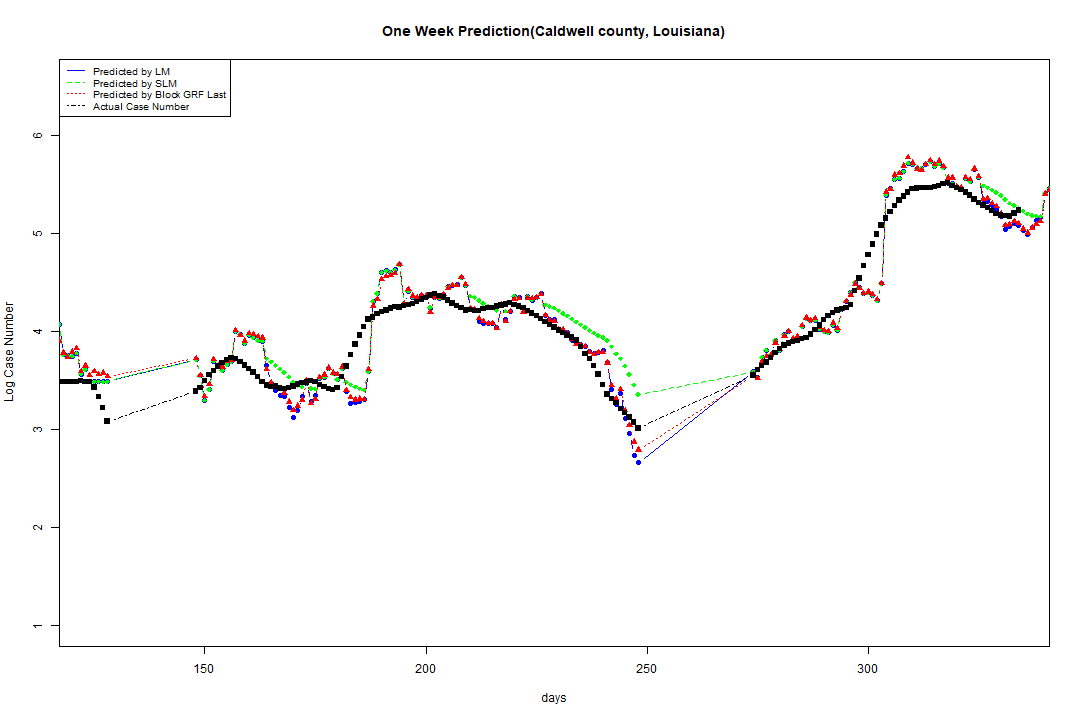 One Week Prediction(Caldwell county, Louisiana)
Predicted by LM
Predicted by SLM
Predicted by Block GRF Last
Actual Case Number
Log Case Number
6
5
4
3
2
1
150 200 250 300
days